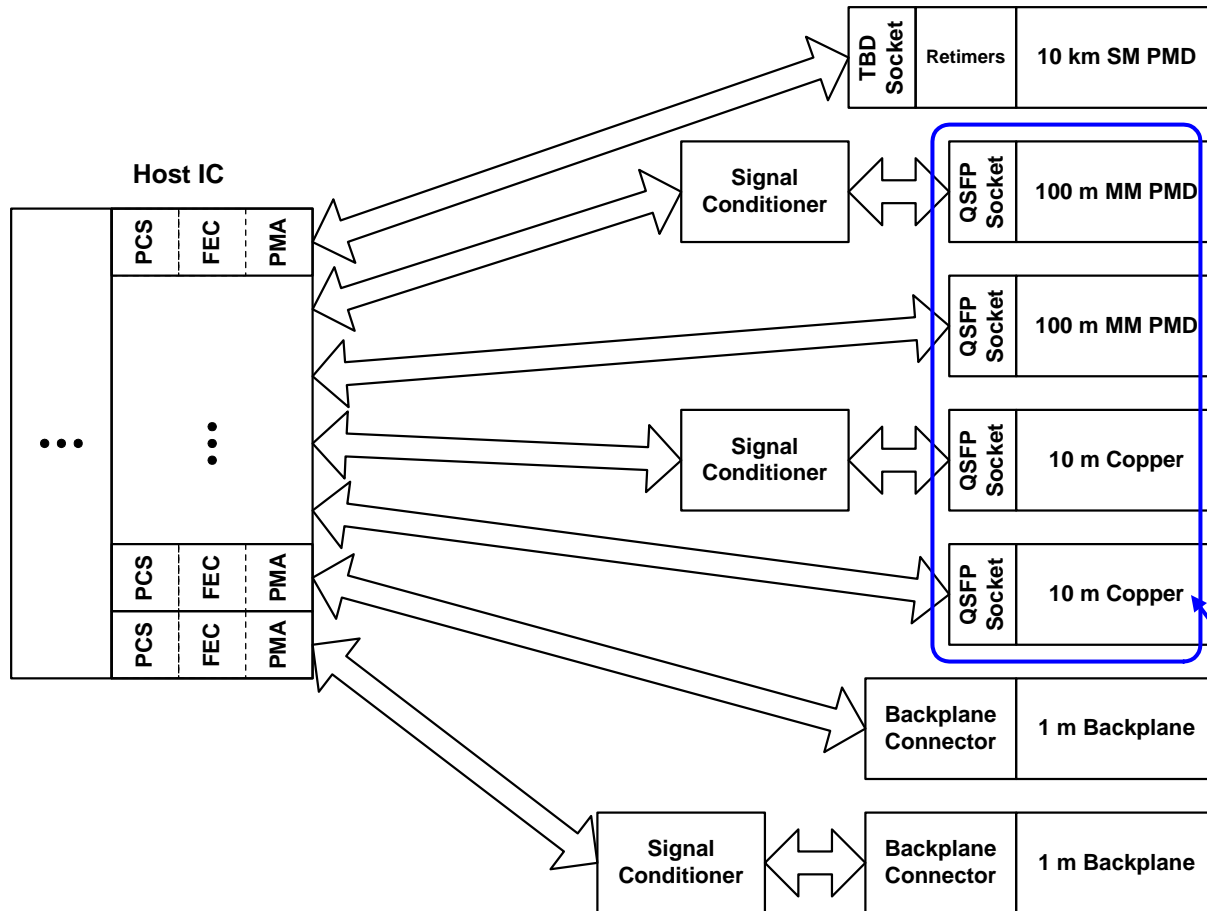 TBD
Socket
Retimers
10 km SM PMD
Host IC
PCS
FEC
PMA
Signal
Conditioner
QSFP
Socket
100 m MM PMD
QSFP
Socket
100 m MM PMD
Signal
Conditioner
QSFP
Socket
10 m Copper
PCS
FEC
PMA
QSFP
Socket
10 m Copper
PCS
FEC
PMA
Backplane
Connector
1 m Backplane
Signal
Conditioner
Backplane
Connector
1 m Backplane